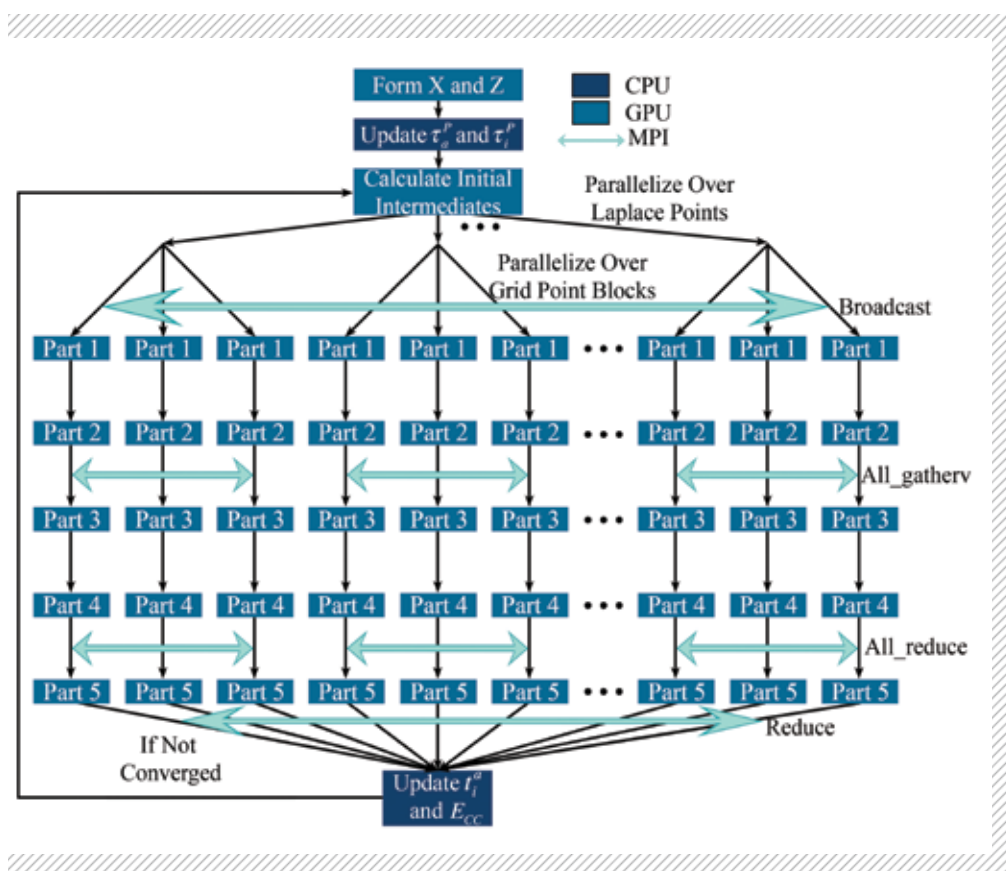 Form X and Z
CPU
GPU
MPI
Update τ_a^P and τ_i^P
Calculate Initial
Intermediates
Parallelize Over
Laplace Points
•••
Parallelize Over
Grid Point Blocks
Broadcast
Part 1 Part 1 Part 1 Part 1 Part 1 Part 1 ••• Part 1 Part 1 Part 1
Part 2 Part 2 Part 2 Part 2 Part 2 Part 2 ••• Part 2 Part 2 Part 2
All_gatherv
Part 3 Part 3 Part 3 Part 3 Part 3 Part 3 ••• Part 3 Part 3 Part 3
Part 4 Part 4 Part 4 Part 4 Part 4 Part 4 ••• Part 4 Part 4 Part 4
All_reduce
Part 5 Part 5 Part 5 Part 5 Part 5 Part 5 ••• Part 5 Part 5 Part 5
Reduce
If Not
Converged
Update t_i^a
and E_CC